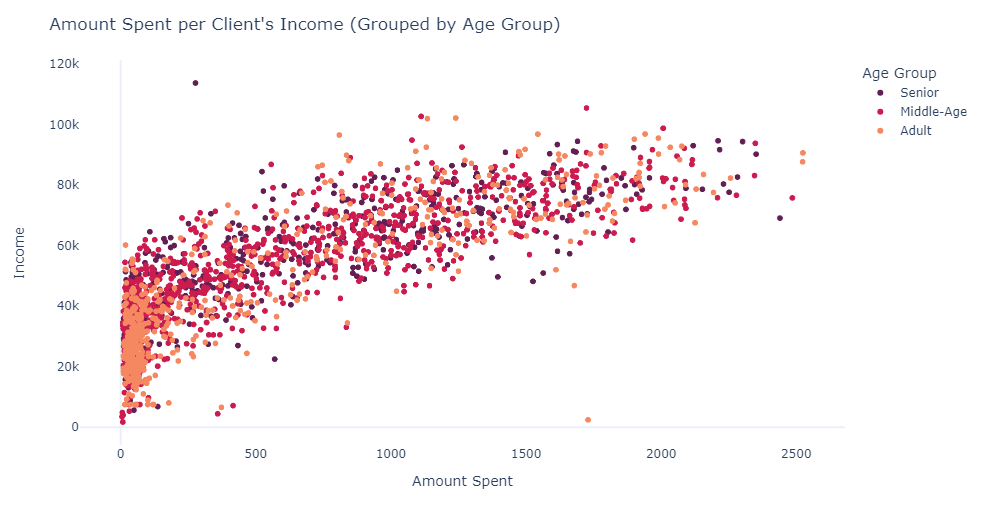 Amount Spent per Client's Income (Grouped by Age Group)
120k
100k
80k
60k
40k
20k
0
Income
0 500 1000 1500 2000 2500
Amount Spent
Age Group
Senior
Middle-Age
Adult